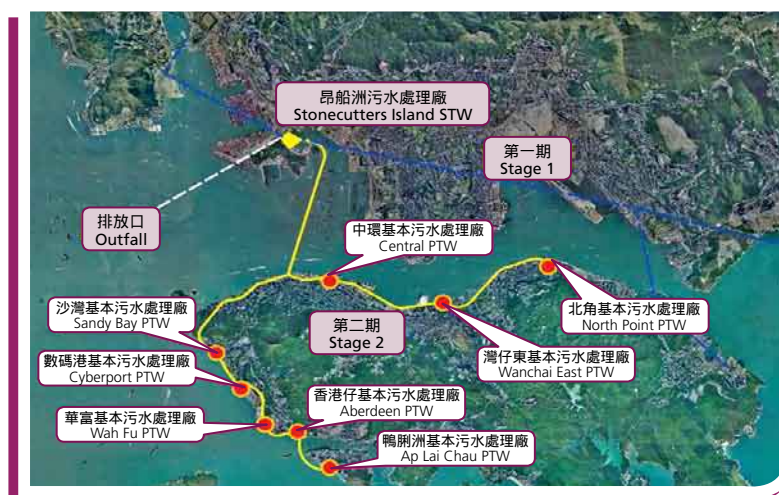 昂船洲污水處理廠
Stonecutters Island STW
第一期
Stage 1
排放口
Outfall
中環基本污水處理廠
Central PTW
沙灣基本污水處理廠
Sandy Bay PTW
第二期
Stage 2
北角基本污水處理廠
North Point PTW
數碼港基本污水處理廠
Cyberport PTW
灣仔東基本污水處理廠
Wanchai East PTW
華富基本污水處理廠
Wah Fu PTW
香港仔基本污水處理廠
Aberdeen PTW
鴨脷洲基本污水處理廠
Ap Lai Chau PTW